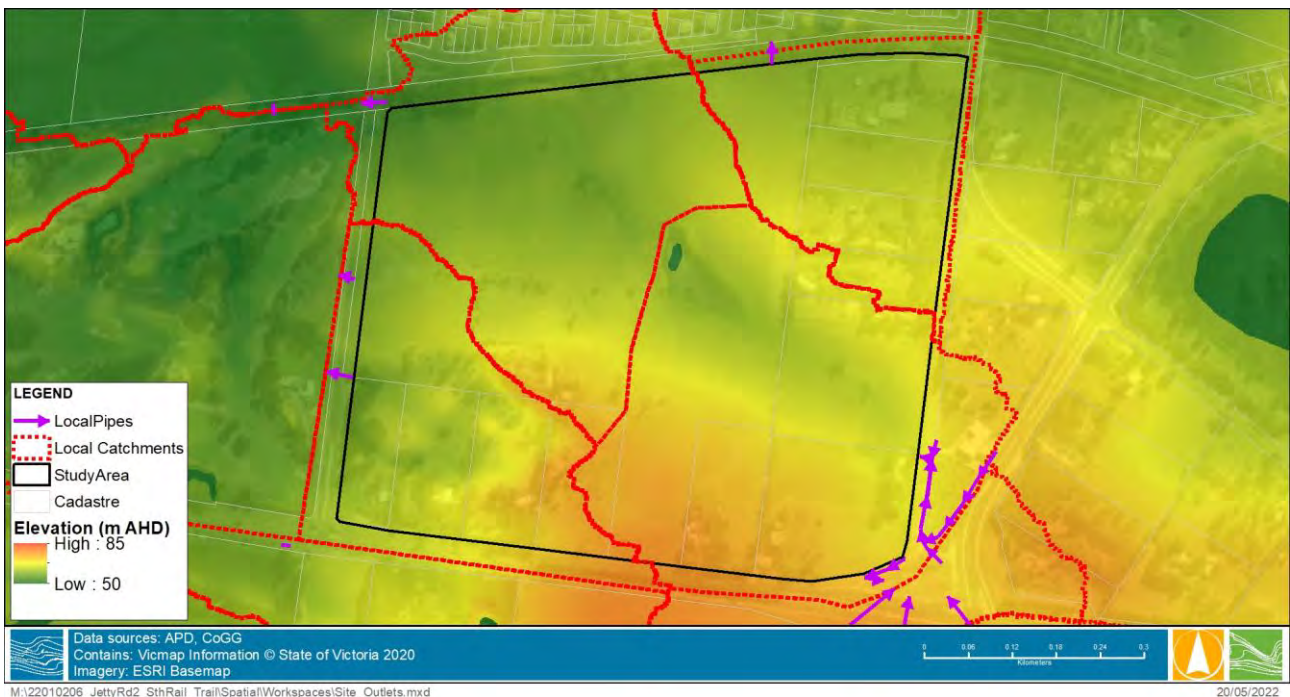 LEGEND
LocalPipes
Local Catchments
StudyArea
Cadastre
Elevation (m AHD)
High : 85
Low : 50
Data sources: APD, CoGG
Contains: Vicmap Information © State of Victoria 2020
Imagery: ESRI Basemap
0 0.06 0.12 0.18 0.24 0.3
Kilometers
M:\22010206_JettyRd2_SthRail_Trail\Spatial\Workspaces\Site_Outlets.mxd
20/05/2022